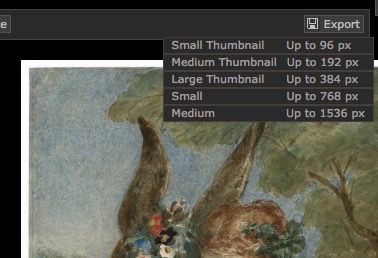 e
Export
Small Thumbnail Up to 96 px
Medium Thumbnail Up to 192 px
Large Thumbnail Up to 384 px
Small Up to 768 px
Medium Up to 1536 px